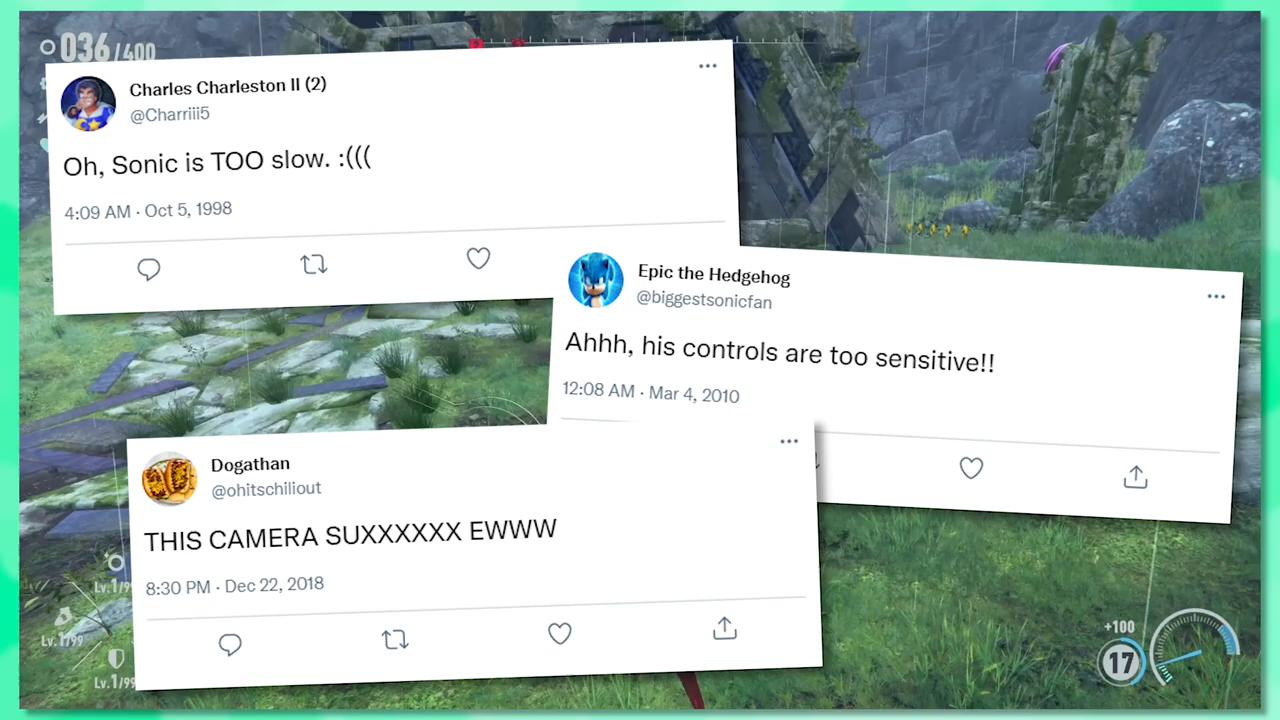 036/400
Charles Charleston II (2)
@Charriii5
Oh, Sonic is TOO slow. :(((
4:09 AM · Oct 5, 1998
Epic the Hedgehog
@biggestsonicfan
Ahhh, his controls are too sensitive!!
12:08 AM · Mar 4, 2010
Dogathan
@ohitschiliout
THIS CAMERA SUXXXXXX EWWW
8:30 PM · Dec 22, 2018
Lv.1/99
Lv.1/99
Lv.1/99
+100
17